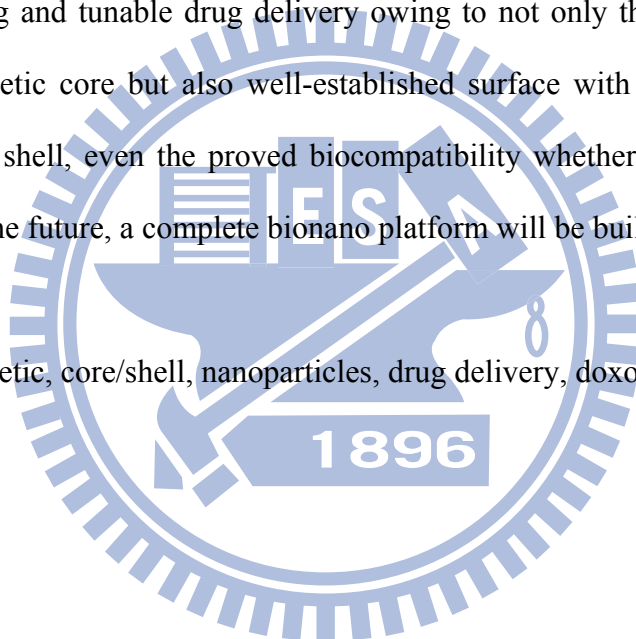 g and tunable drug delivery owing to not only th
etic core but also well-established surface with
shell, even the proved biocompatibility whether
he future, a complete bionano platform will be buil
ES A
etic, core/shell, nanoparticles, drug delivery, doxo
1896